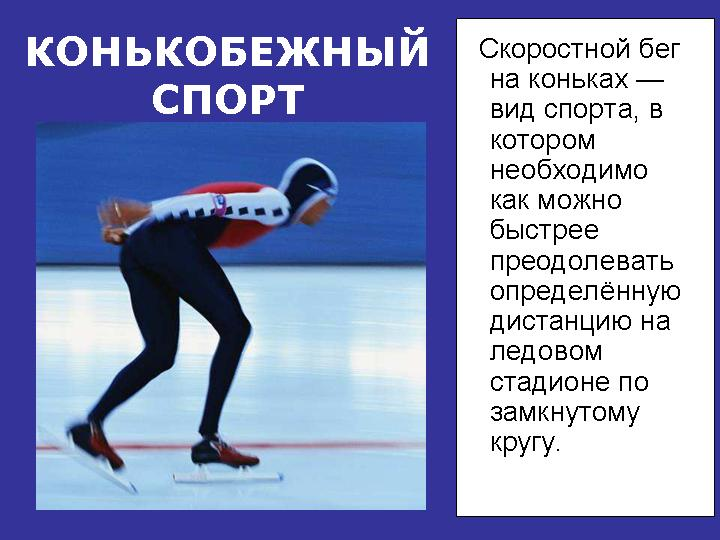 КОНЬКОБЕЖНЫЙ
СПОРТ
Скоростной бег
на коньках —
вид спорта, в
котором
необходимо
как можно
быстрее
преодолевать
определённую
дистанцию на
ледовом
стадионе по
замкнутому
кругу.